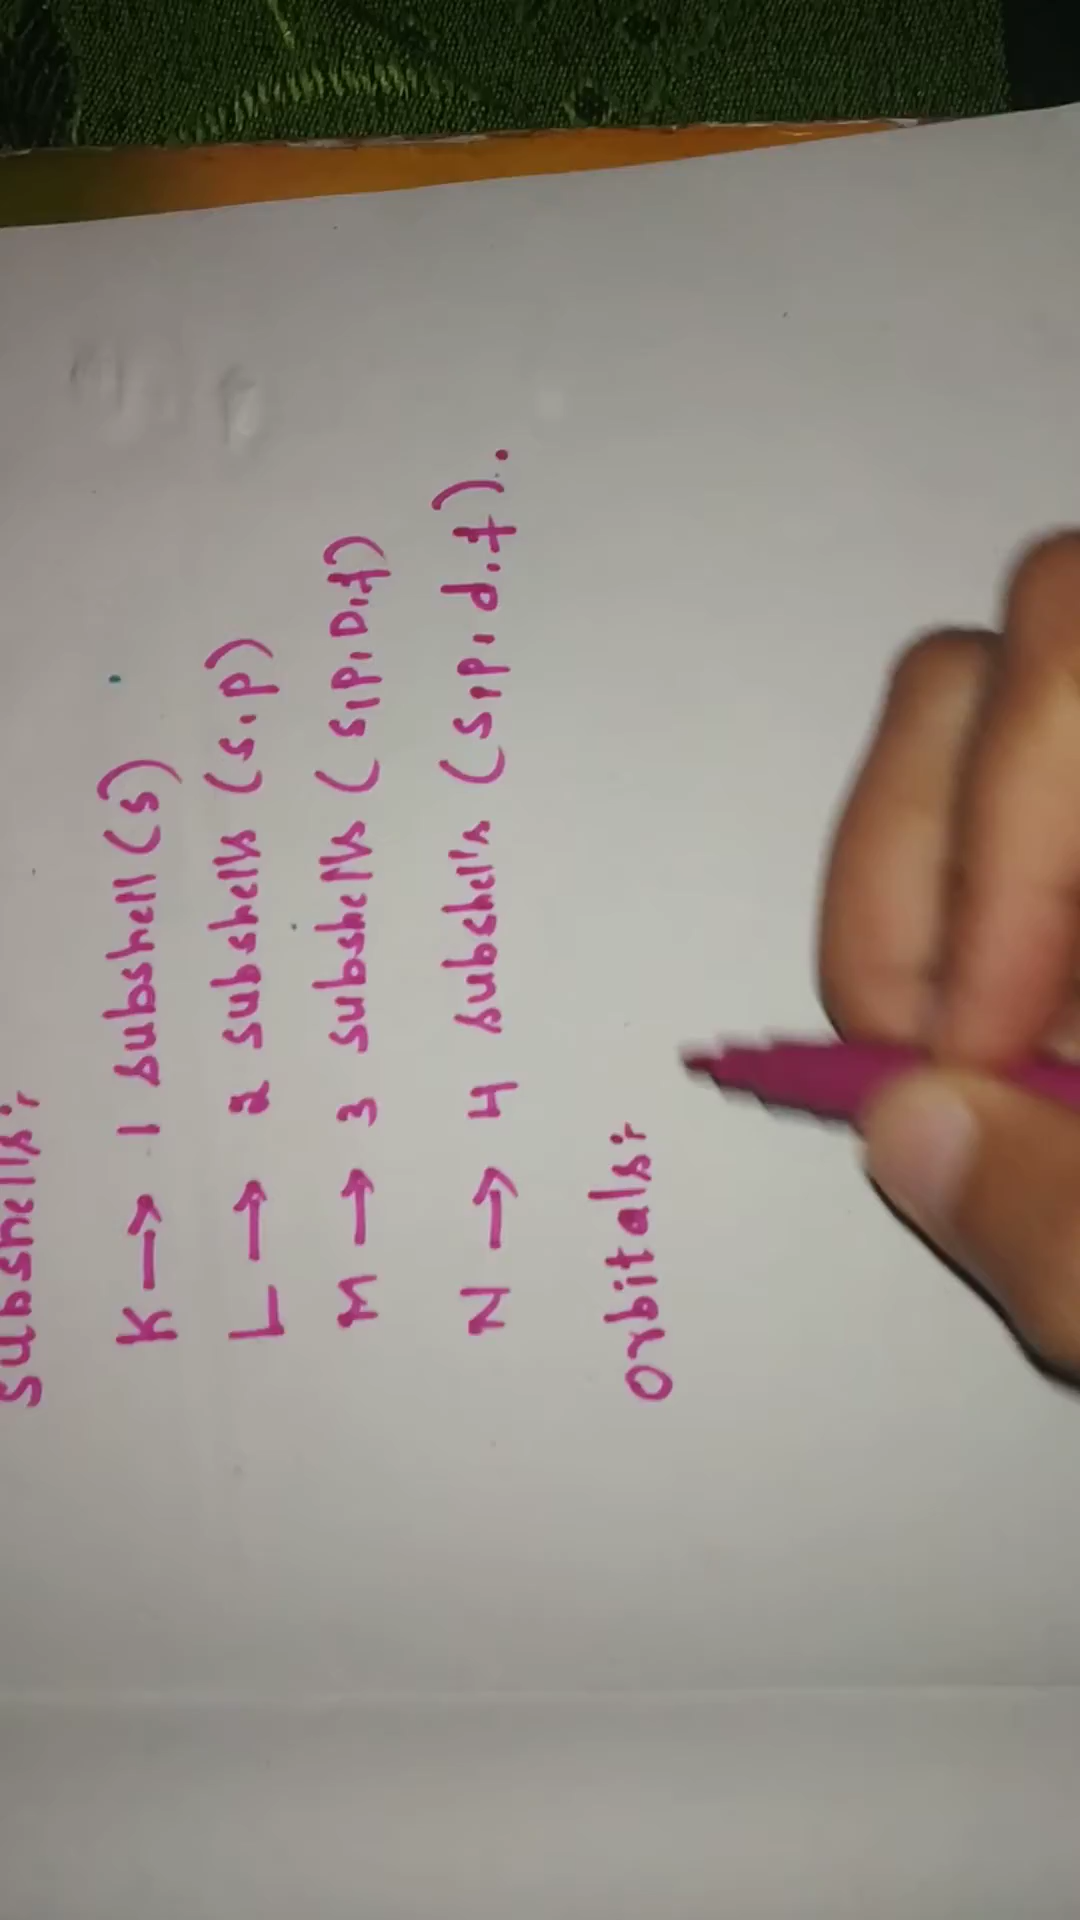 subshells:
K → 1 subshell (s)
L → 2 subshells (s,p)
M → 3 subshells (s,p,D,f)
N → 4 subshells (s,p,d,f).
orbitals: